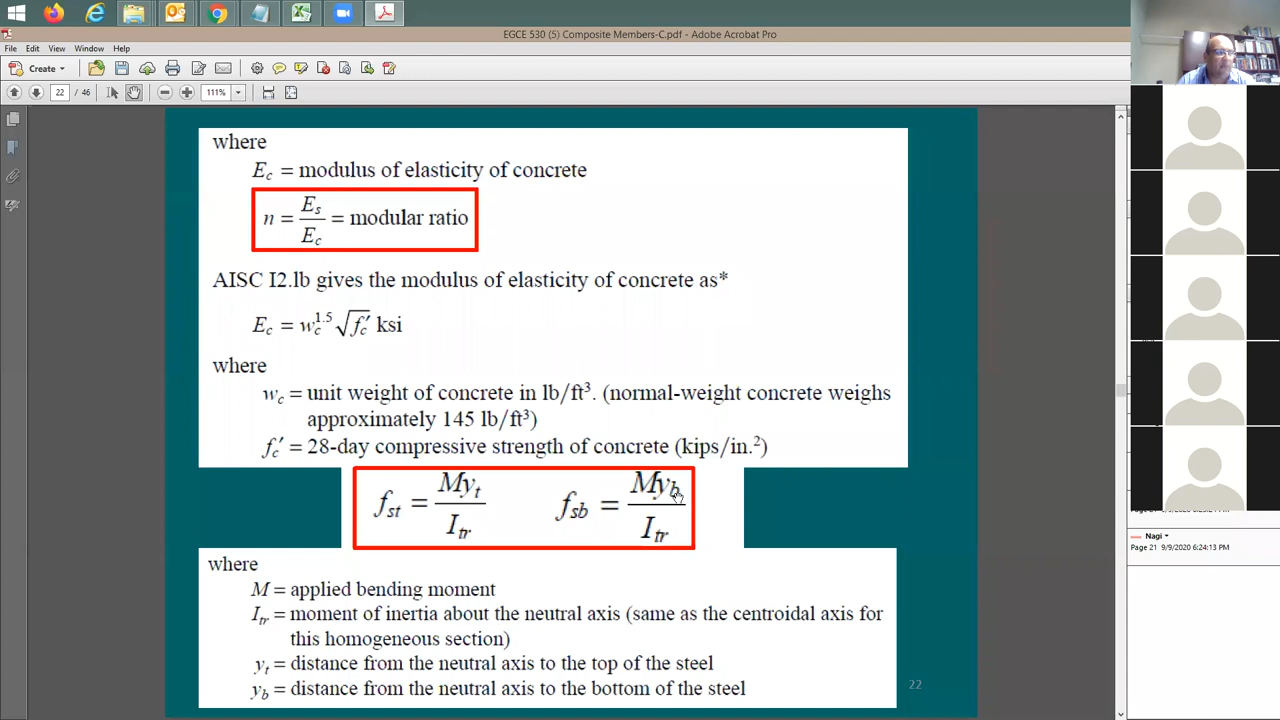 EGCE 530 (5) Composite Members-C.pdf - Adobe Acrobat Pro
File Edit View Window Help
Create
22 / 46 111%
where
E_c = modulus of elasticity of concrete
n = E_s / E_c = modular ratio
AISC I2.lb gives the modulus of elasticity of concrete as*
E_c = w_c^1.5 √f_c′ ksi
where
w_c = unit weight of concrete in lb/ft³. (normal-weight concrete weighs
approximately 145 lb/ft³)
f_c′ = 28-day compressive strength of concrete (kips/in.²)
f_st = My_t / I_tr f_sb = My_b / I_tr
where
M = applied bending moment
I_tr = moment of inertia about the neutral axis (same as the centroidal axis for
this homogeneous section)
y_t = distance from the neutral axis to the top of the steel
y_b = distance from the neutral axis to the bottom of the steel
22
Nagi
Page 21 9/9/2020 6:24:13 PM